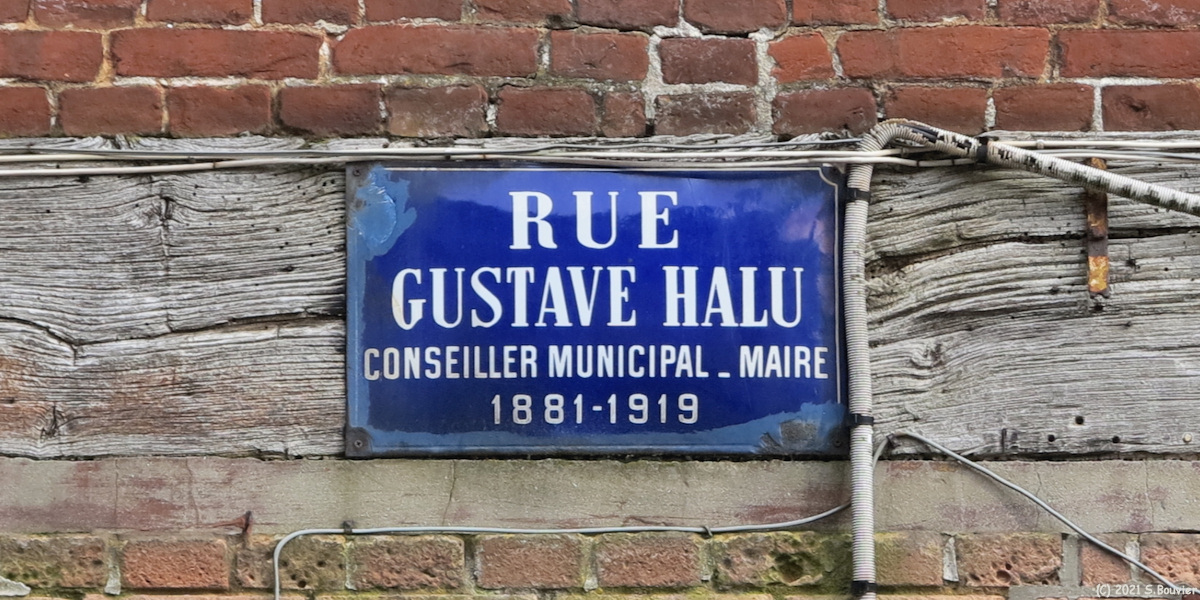 RUE
GUSTAVE HALU
CONSEILLER MUNICIPAL - MAIRE
1881-1919
(C) 2021 S.Bouvier